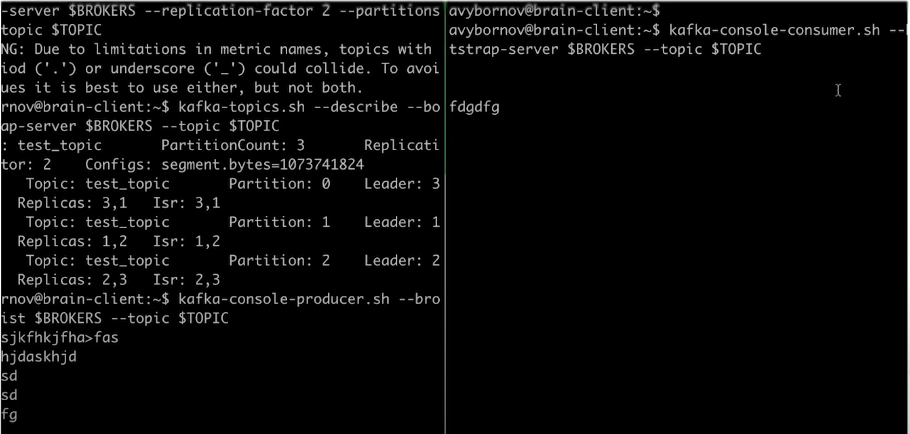 -server $BROKERS --replication-factor 2 --partitions
topic $TOPIC
NG: Due to limitations in metric names, topics with
iod ('.') or underscore ('_') could collide. To avoi
ues it is best to use either, but not both.
rnov@brain-client:~$ kafka-topics.sh --describe --bo
ap-server $BROKERS --topic $TOPIC
: test_topic PartitionCount: 3 Replicati
tor: 2 Configs: segment.bytes=1073741824
Topic: test_topic Partition: 0 Leader: 3
Replicas: 3,1 Isr: 3,1
Topic: test_topic Partition: 1 Leader: 1
Replicas: 1,2 Isr: 1,2
Topic: test_topic Partition: 2 Leader: 2
Replicas: 2,3 Isr: 2,3
rnov@brain-client:~$ kafka-console-producer.sh --bro
ist $BROKERS --topic $TOPIC
sjkfhkjfha>fas
hjdaskhjd
sd
sd
fg
avybornov@brain-client:~$
avybornov@brain-client:~$ kafka-console-consumer.sh --b
tstrap-server $BROKERS --topic $TOPIC
fdgdfg